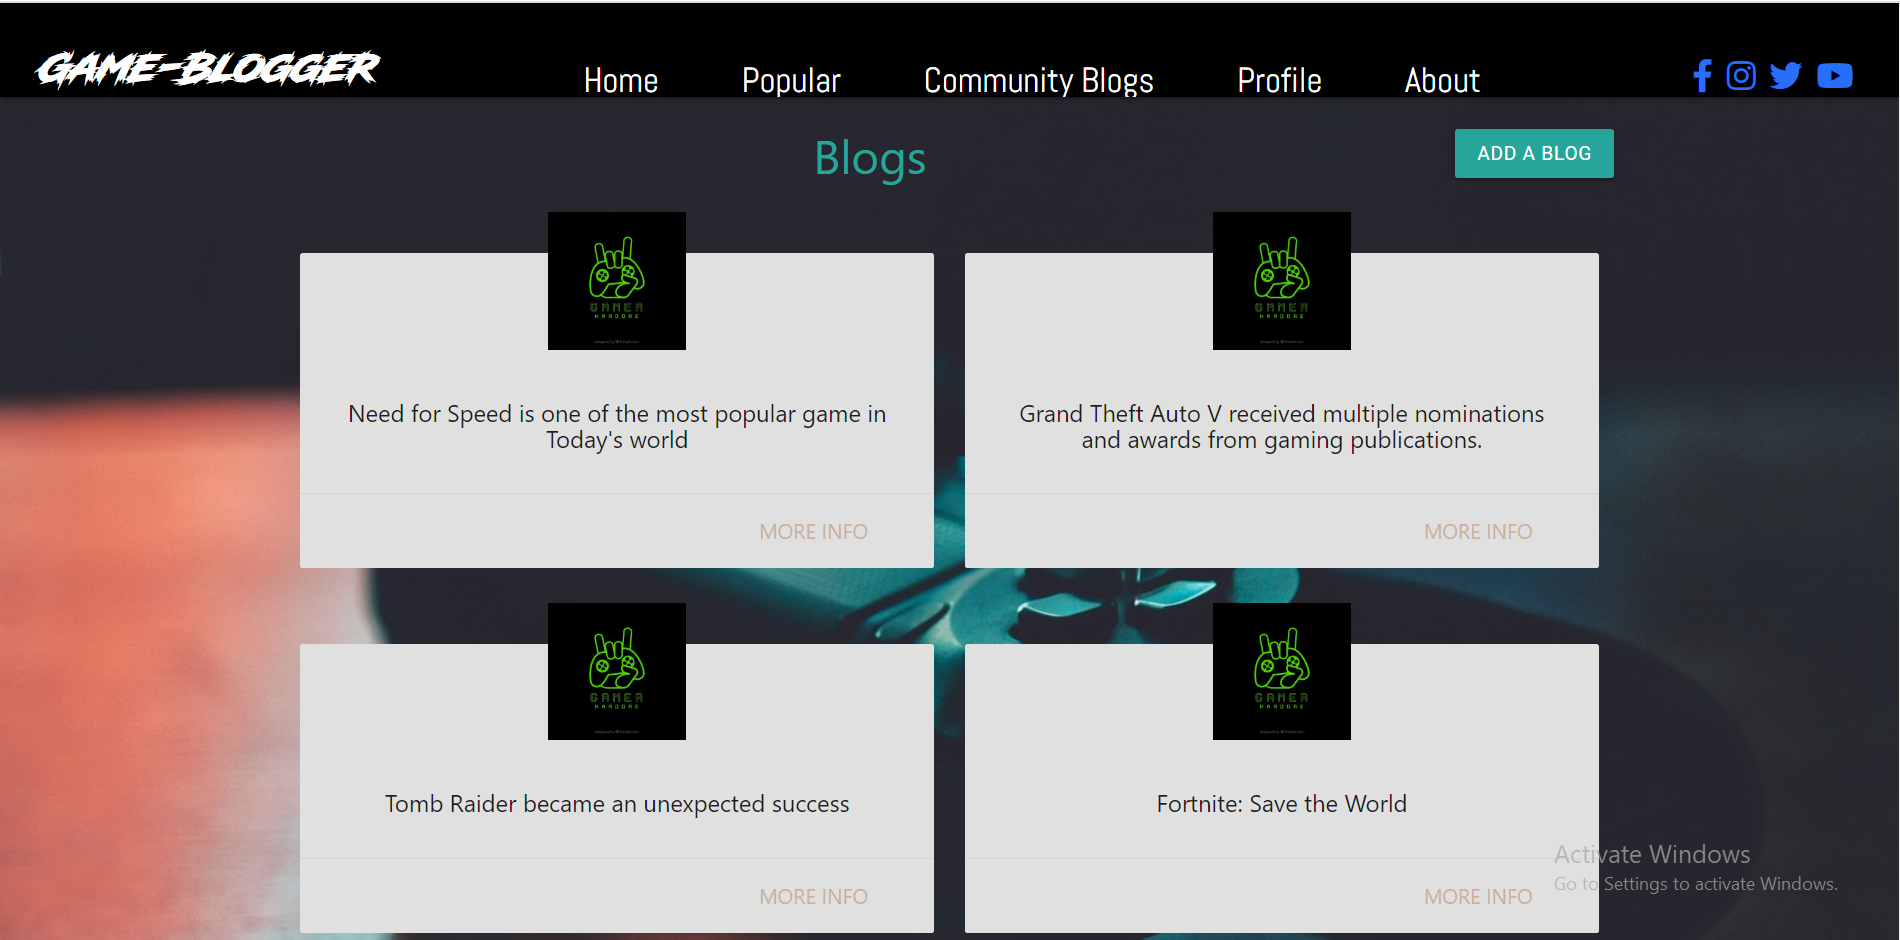 GAME-BLOGGER
Home Popular Community Blogs Profile About
Blogs
ADD A BLOG
GAMER
HARDCORE
GAMER
HARDCORE
Need for Speed is one of the most popular game in
Today's world
Grand Theft Auto V received multiple nominations
and awards from gaming publications.
MORE INFO
MORE INFO
GAMER
HARDCORE
GAMER
HARDCORE
Tomb Raider became an unexpected success
Fortnite: Save the World
MORE INFO
MORE INFO
Activate Windows
Go to Settings to activate Windows.